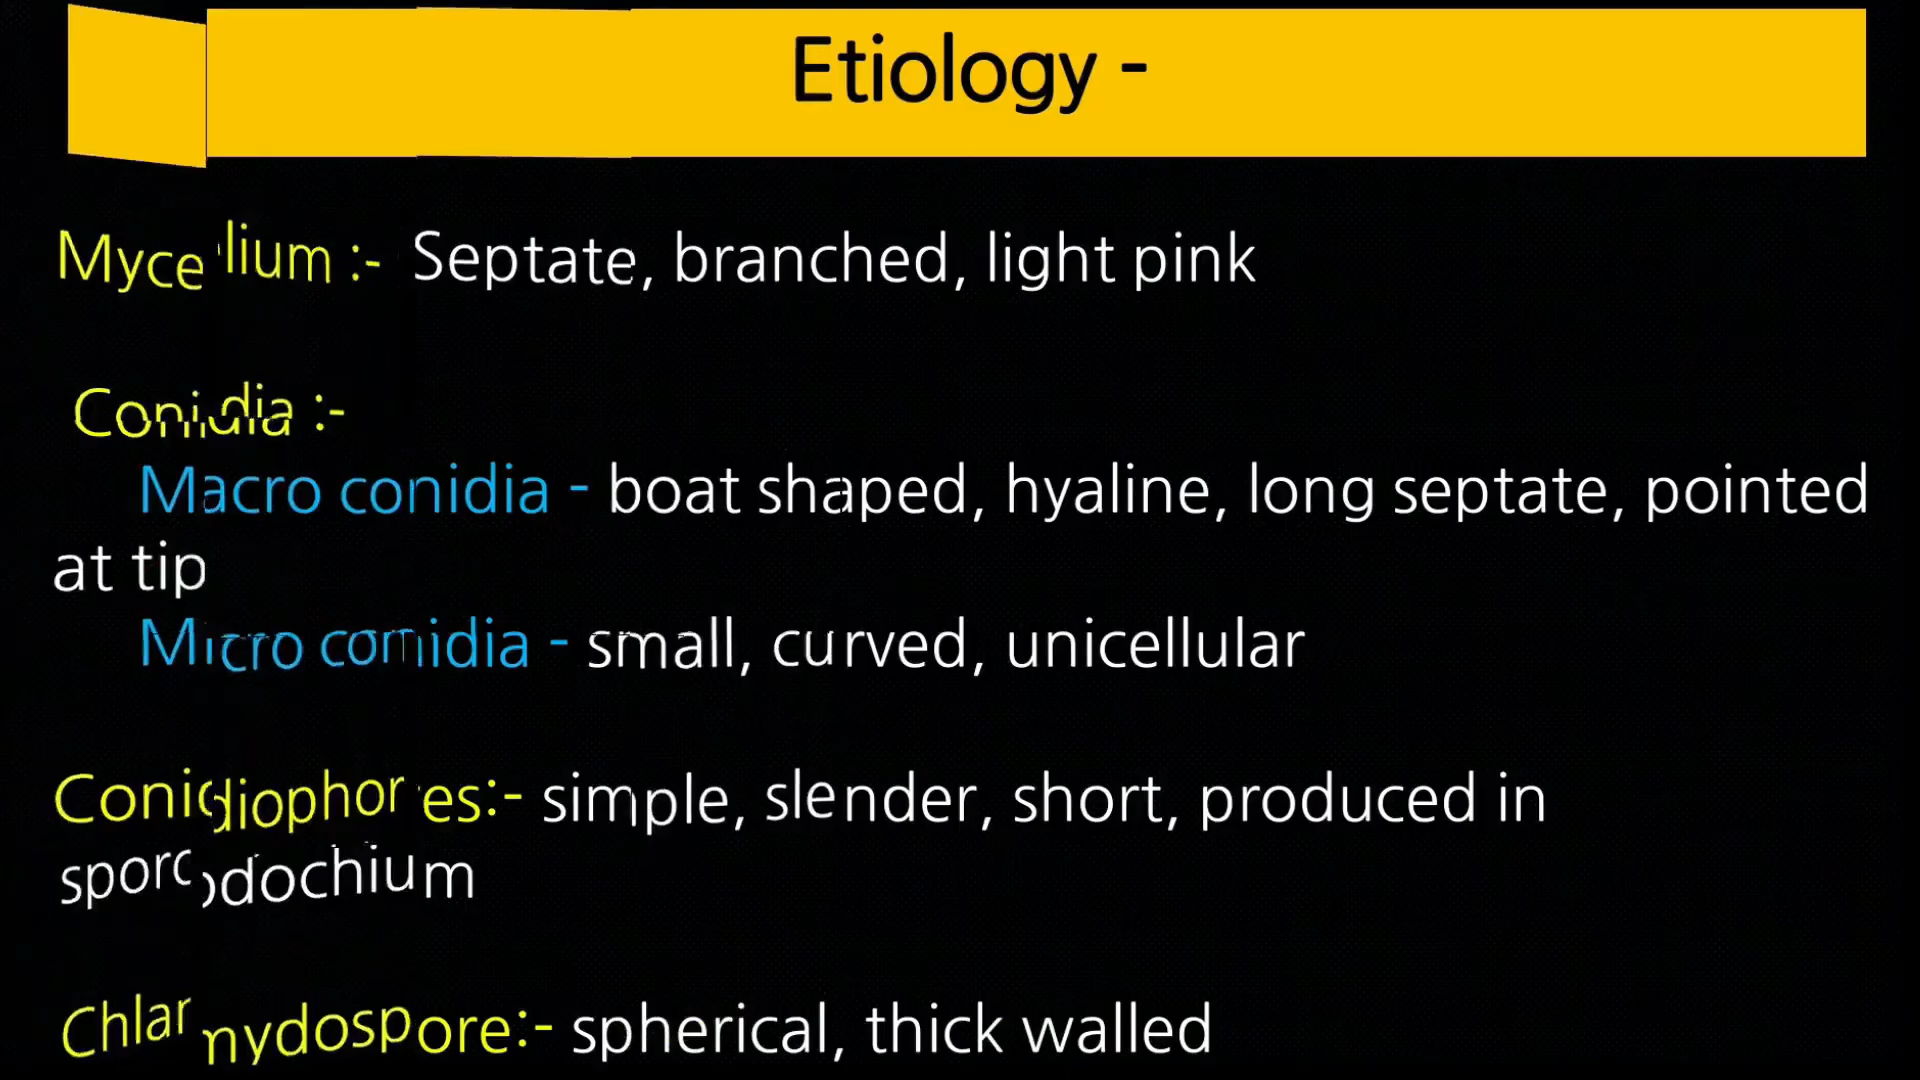 Etiology -
Mycelium :- Septate, branched, light pink
Conidia :-
Macro conidia - boat shaped, hyaline, long septate, pointed
at tip
Micro conidia - small, curved, unicellular
Conidiophores:- simple, slender, short, produced in
sporodochium
Chlamydospore:- spherical, thick walled